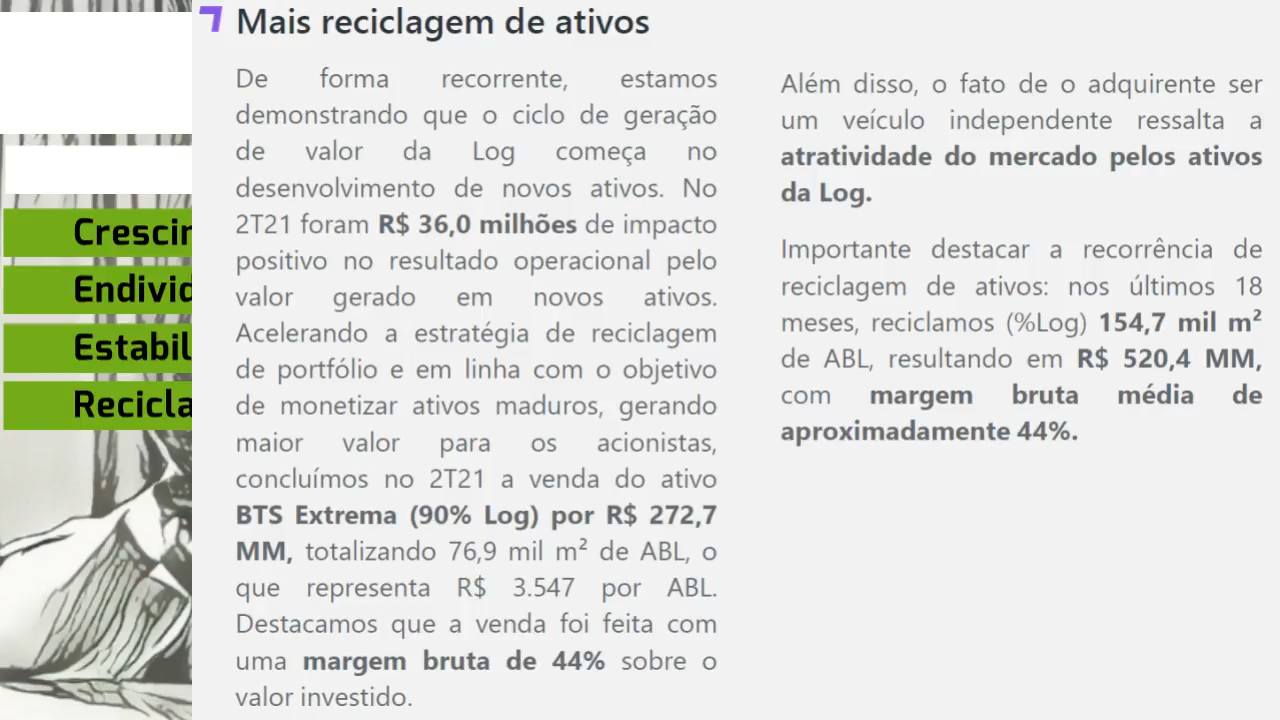 Mais reciclagem de ativos
De forma recorrente, estamos
demonstrando que o ciclo de geração
de valor da Log começa no
desenvolvimento de novos ativos. No
2T21 foram R$ 36,0 milhões de impacto
positivo no resultado operacional pelo
valor gerado em novos ativos.
Acelerando a estratégia de reciclagem
de portfólio e em linha com o objetivo
de monetizar ativos maduros, gerando
maior valor para os acionistas,
concluímos no 2T21 a venda do ativo
BTS Extrema (90% Log) por R$ 272,7
MM, totalizando 76,9 mil m² de ABL, o
que representa R$ 3.547 por ABL.
Destacamos que a venda foi feita com
uma margem bruta de 44% sobre o
valor investido.
Além disso, o fato de o adquirente ser
um veículo independente ressalta a
atratividade do mercado pelos ativos
da Log.
Importante destacar a recorrência de
reciclagem de ativos: nos últimos 18
meses, reciclamos (%Log) 154,7 mil m²
de ABL, resultando em R$ 520,4 MM,
com margem bruta média de
aproximadamente 44%.
Crescin
Endivid
Estabil
Recicla